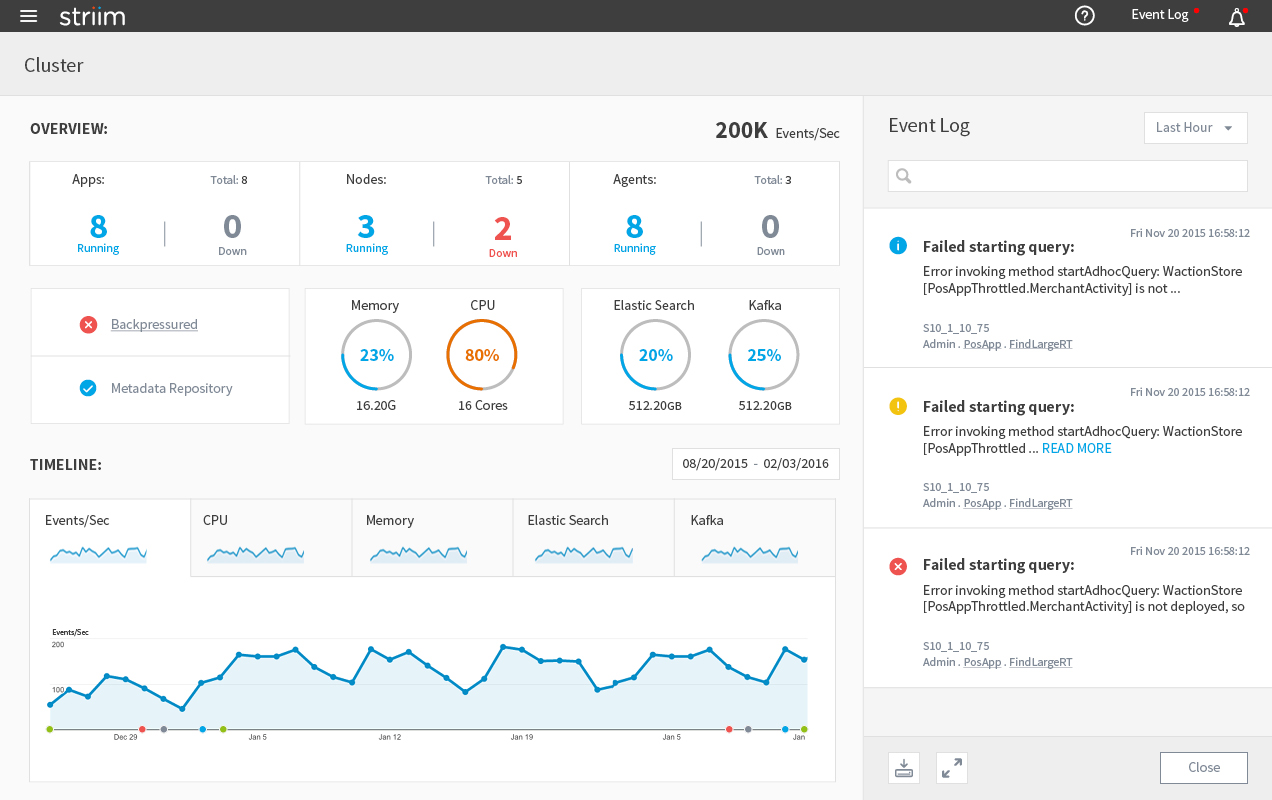 striim
Event Log
Cluster
OVERVIEW:
200K Events/Sec
Apps: Total: 8
8 0
Running Down
Nodes: Total: 5
3 2
Running Down
Agents: Total: 3
8 0
Running Down
Backpressured
Metadata Repository
Memory CPU
23% 80%
16.20G 16 Cores
Elastic Search Kafka
20% 25%
512.20GB 512.20GB
TIMELINE:
08/20/2015 - 02/03/2016
Events/Sec CPU Memory Elastic Search Kafka
Events/Sec
200
100
Dec 29 Jan 5 Jan 12 Jan 19 Jan 5 Jan
Event Log
Last Hour
Fri Nov 20 2015 16:58:12
Failed starting query:
Error invoking method startAdhocQuery: WactionStore
[PosAppThrottled.MerchantActivity] is not ...
S10_1_10_75
Admin . PosApp . FindLargeRT
Fri Nov 20 2015 16:58:12
Failed starting query:
Error invoking method startAdhocQuery: WactionStore
[PosAppThrottled ... READ MORE
S10_1_10_75
Admin . PosApp . FindLargeRT
Fri Nov 20 2015 16:58:12
Failed starting query:
Error invoking method startAdhocQuery: WactionStore
[PosAppThrottled.MerchantActivity] is not deployed, so
S10_1_10_75
Admin . PosApp . FindLargeRT
Close